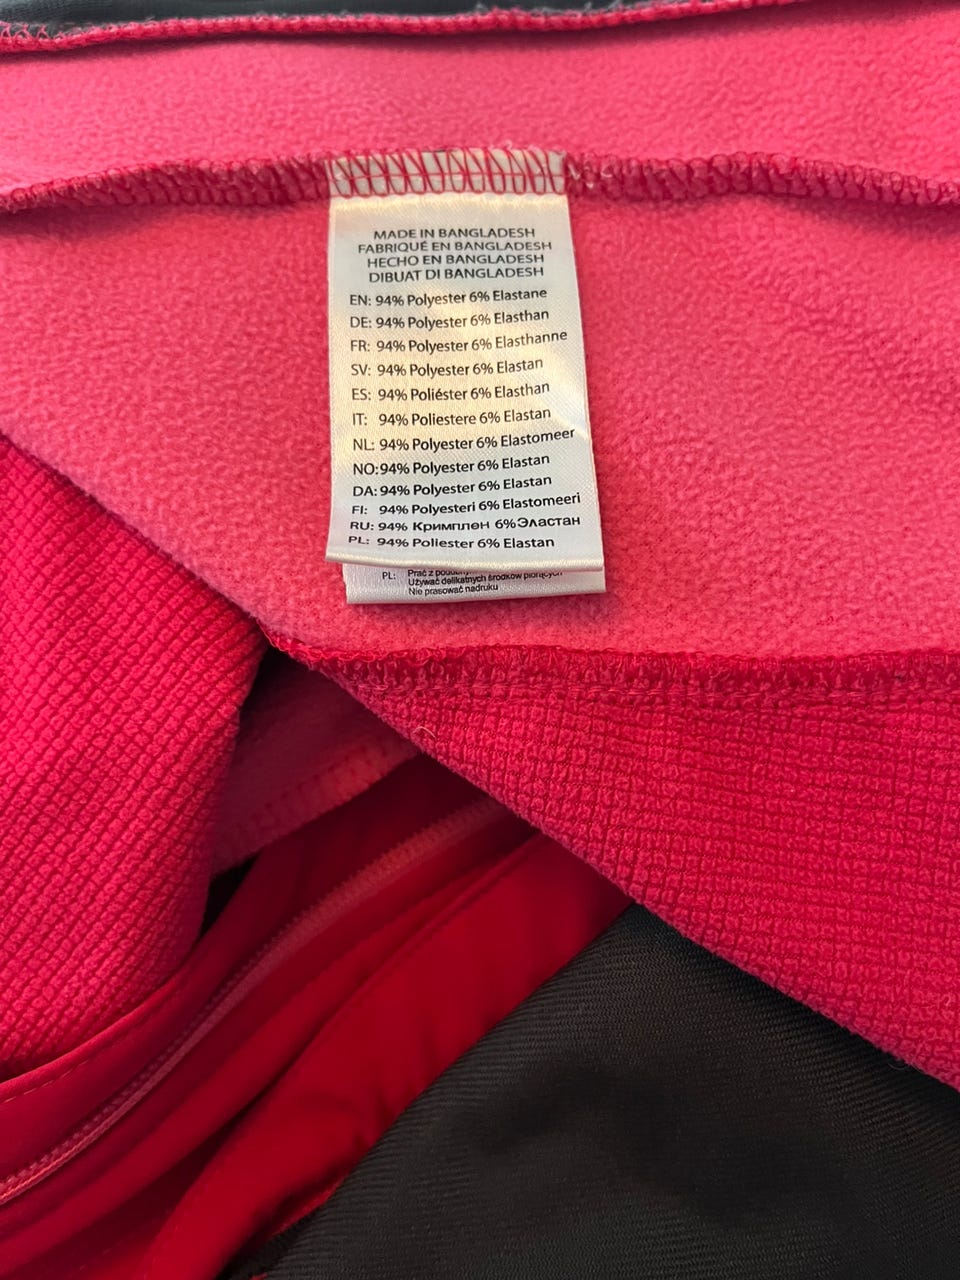 MADE IN BANGLADESH
FABRIQUÉ EN BANGLADESH
HECHO EN BANGLADESH
DIBUAT DI BANGLADESH
EN: 94% Polyester 6% Elastane
DE: 94% Polyester 6% Elasthan
FR: 94% Polyester 6% Elasthanne
SV: 94% Polyester 6% Elastan
ES: 94% Poliéster 6% Elasthan
IT: 94% Poliestere 6% Elastan
NL: 94% Polyester 6% Elastomeer
NO: 94% Polyester 6% Elastan
DA: 94% Polyester 6% Elastan
FI: 94% Polyesteri 6% Elastomeeri
RU: 94% Кримплен 6% Эластан
PL: 94% Poliester 6% Elastan
PL: Prać z
Używać delikatnych środków piorących
Nie prasować nadruku